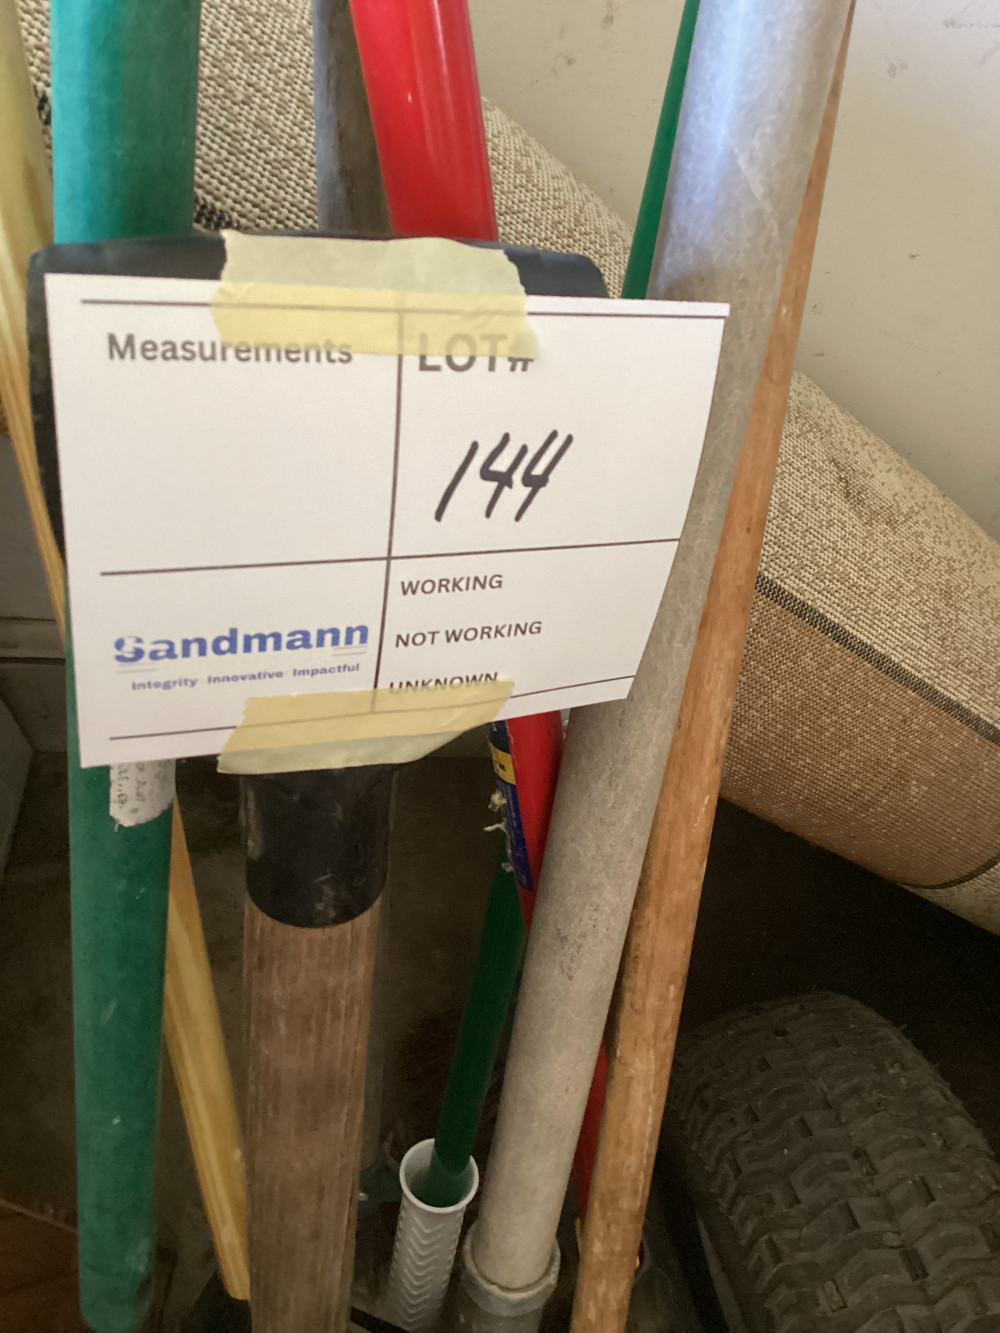 Measurements
LOT#
144
WORKING
NOT WORKING
UNKNOWN
Sandmann
Integrity Innovative Impactful